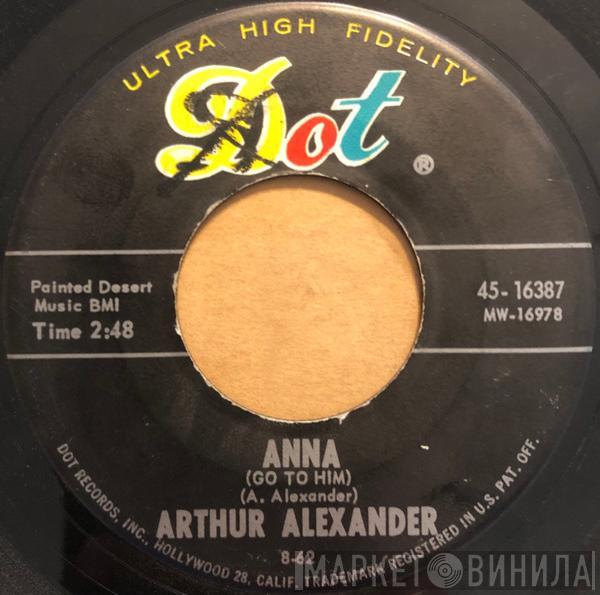 ULTRA HIGH FIDELITY
Dot ®
Painted Desert
Music BMI
Time 2:48
45-16387
MW-16978
ANNA
(GO TO HIM)
(A. Alexander)
ARTHUR ALEXANDER
8-62
DOT RECORDS, INC., HOLLYWOOD 28, CALIF. TRADEMARK REGISTERED IN U.S. PAT. OFF.
МАРКЕТ ВИНИЛА